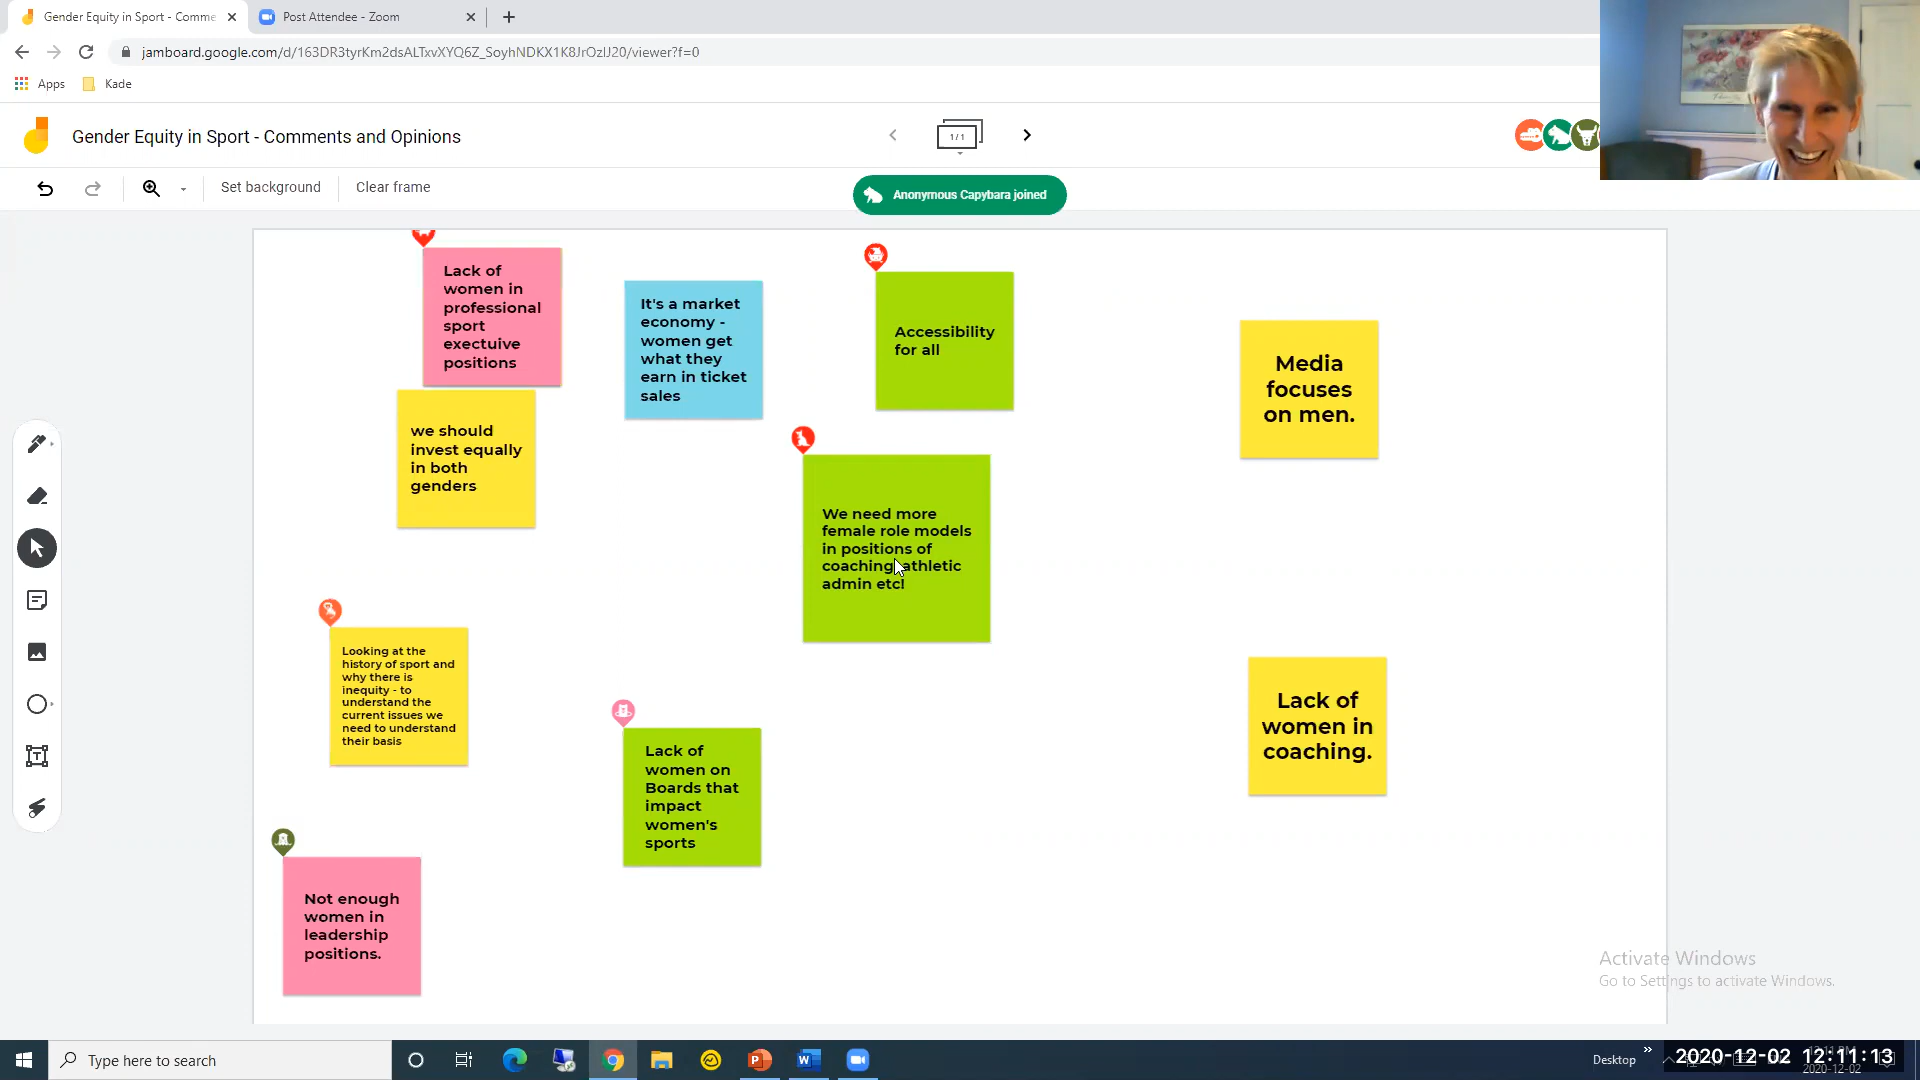 Gender Equity in Sport - Comme
Post Attendee - Zoom
jamboard.google.com/d/163DR3tyrKm2dsALTxvXYQ6Z_SoyhNDKX1K8JrOzlJ20/viewer?f=0
Apps
Kade
Gender Equity in Sport - Comments and Opinions
1 / 1
Set background
Clear frame
Anonymous Capybara joined
Lack of
women in
professional
sport
exectuive
positions
It's a market
economy -
women get
what they
earn in ticket
sales
Accessibility
for all
Media
focuses
on men.
we should
invest equally
in both
genders
We need more
female role models
in positions of
coaching athletic
admin etc!
Looking at the
history of sport and
why there is
inequity - to
understand the
current issues we
need to understand
their basis
Lack of
women on
Boards that
impact
women's
sports
Lack of
women in
coaching.
Not enough
women in
leadership
positions.
Activate Windows
Go to Settings to activate Windows.
Type here to search
Desktop
2020-12-02 12:11:13
2020-12-02